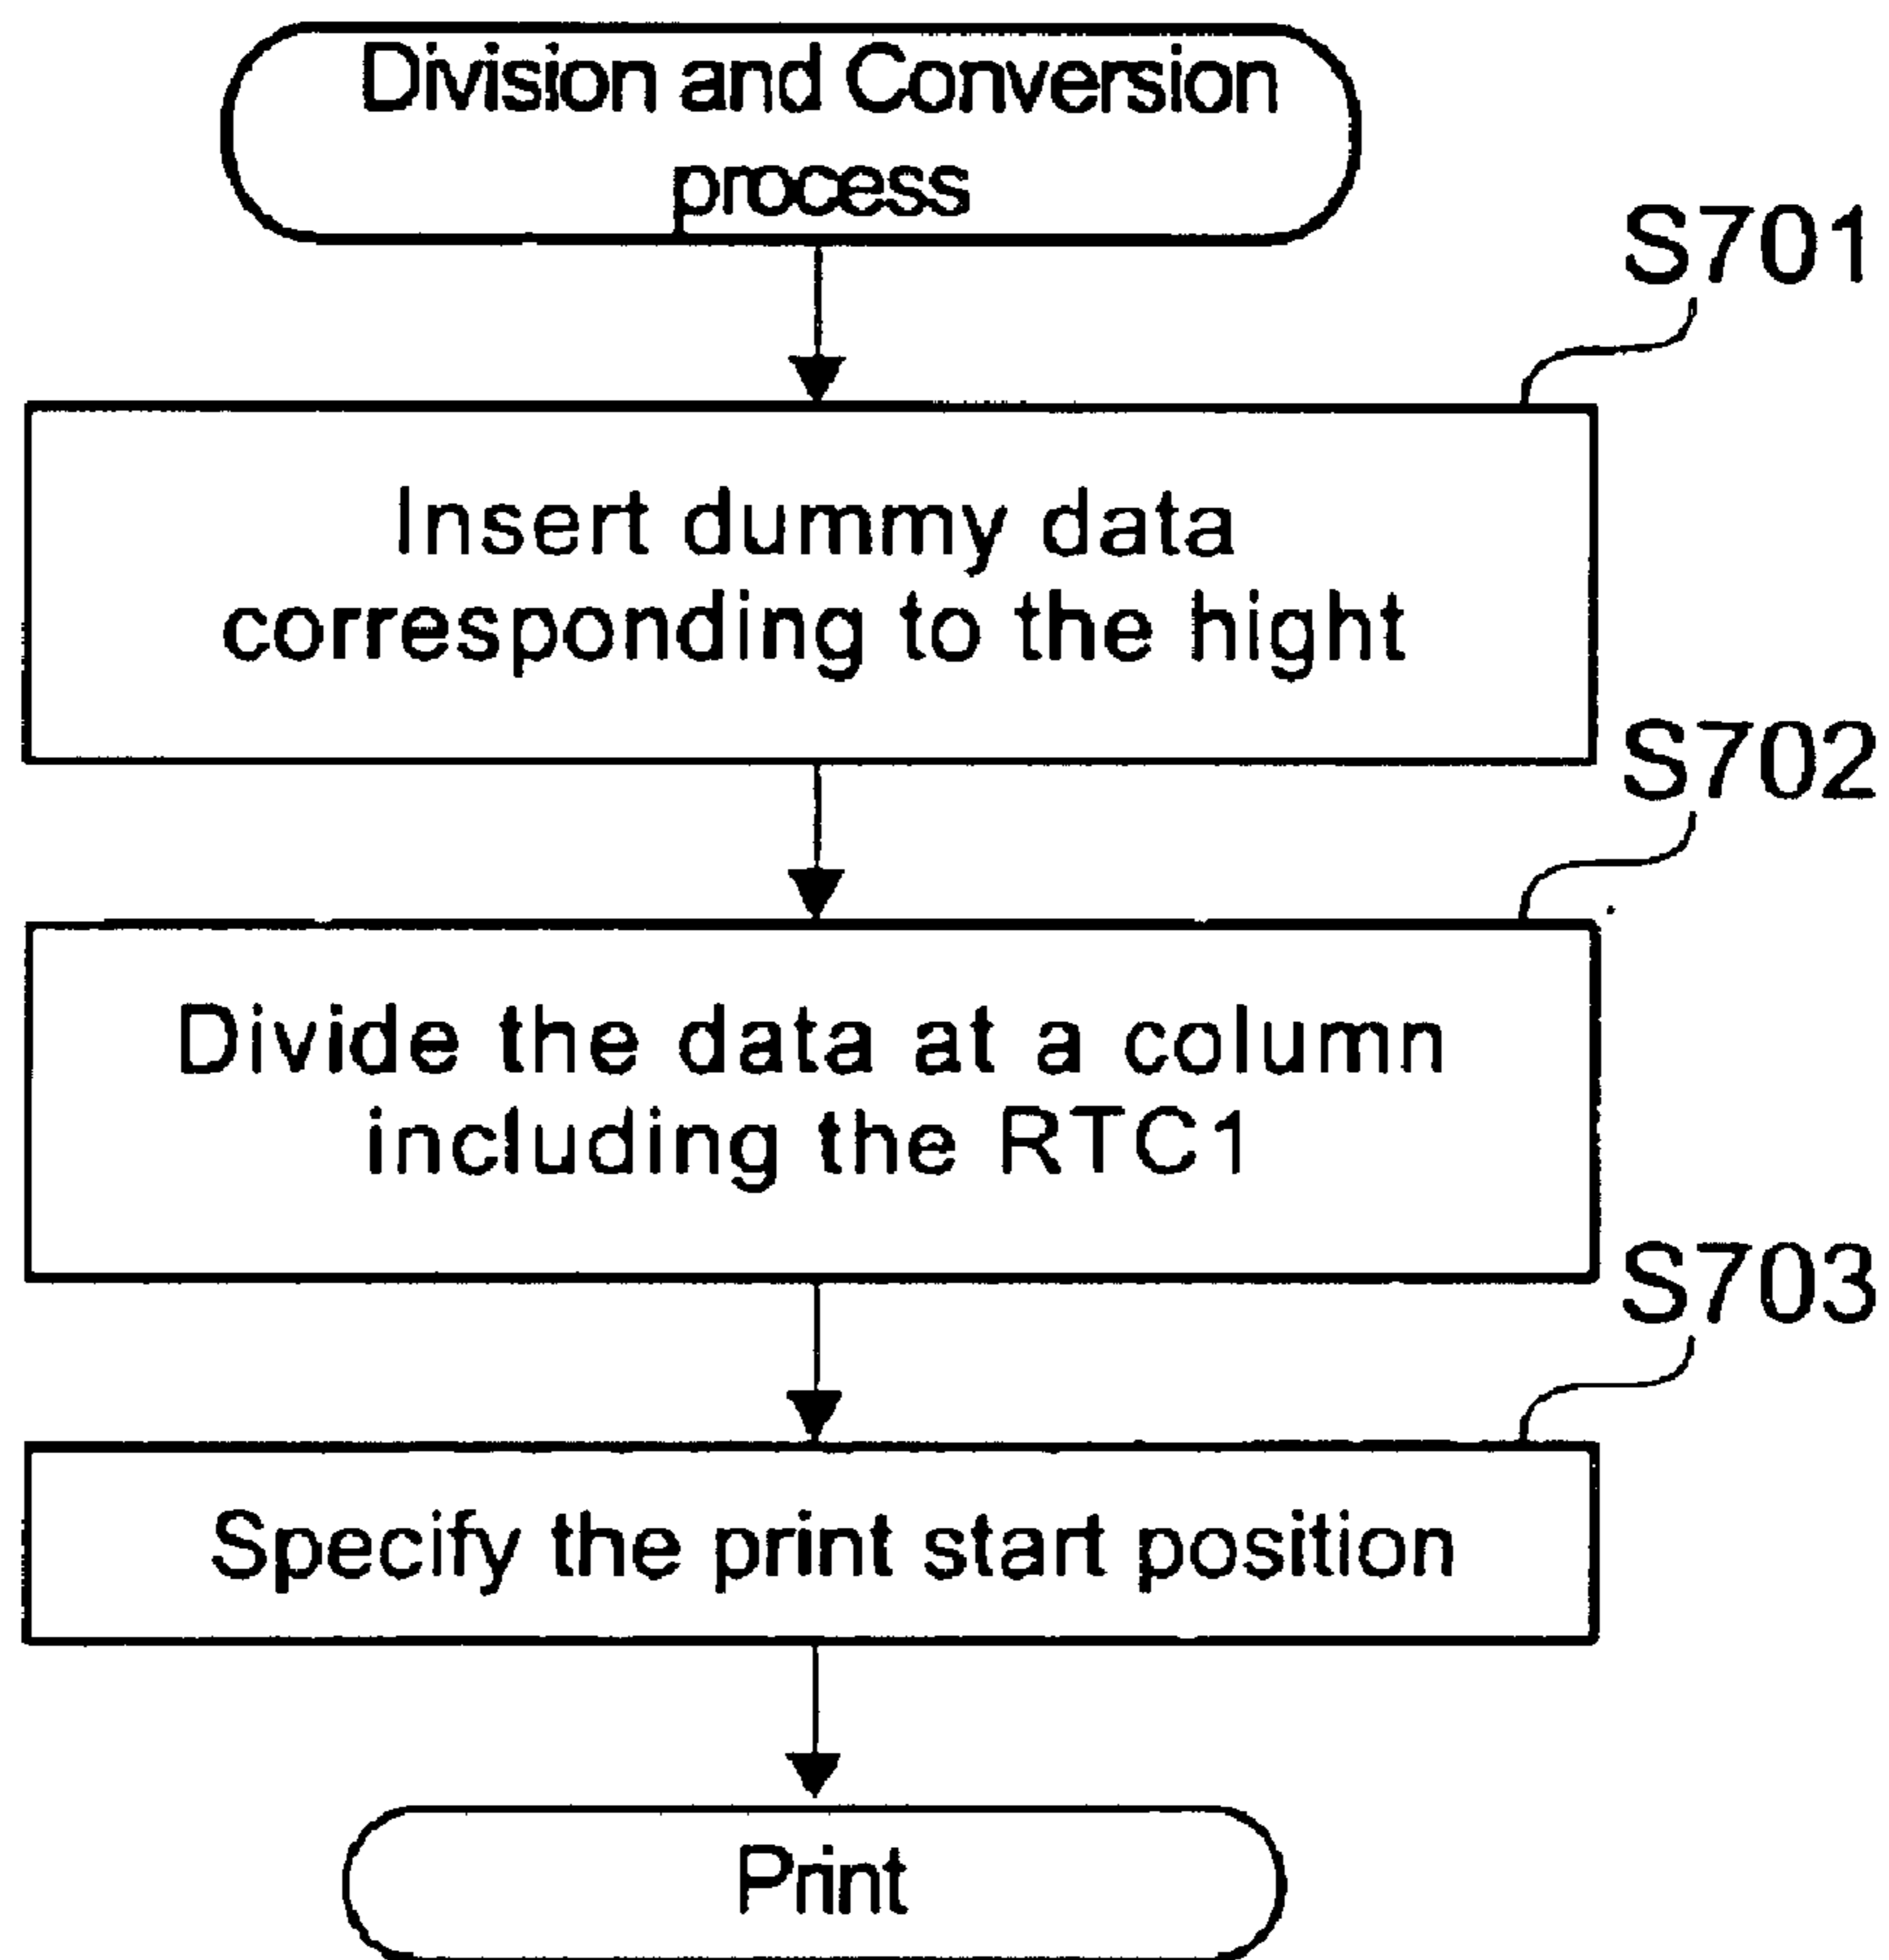 Division and Conversion
process
S701
Insert dummy data
corresponding to the hight
S702
Divide the data at a column
including the RTC1
S703
Specify the print start position
Print